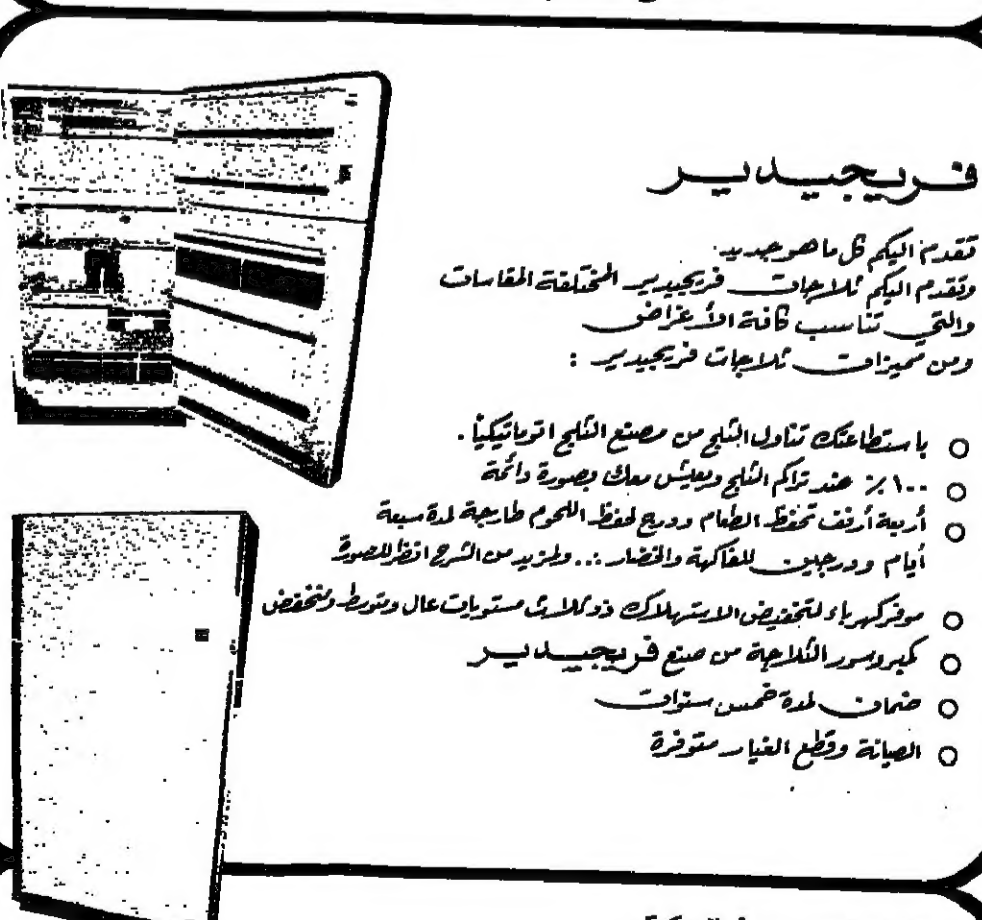 فريجيدير
تقدم اليكم كل ما هو جديد.
وتقدم اليكم ثلاجات فريجيدير المختلفة المقاسات
والتي تناسب كافة الأغراض
ومن مميزات ثلاجات فريجيدير :
باستطاعتك تناول الثلج من مصنع الثلج اتوماتيكياً .
١٠٠٪ ضد تراكم الثلج ويعيش معك بصورة دائمة
أربعة أرفف تحفظ الطعام ودرج لحفظ اللحوم طازجة لمدة سبعة
أيام ودرجين للفاكهة والخضار ... ولمزيد من الشرح انظر للصورة
موفر كهرباء لتخفيض الاستهلاك ذو ثلاث مستويات عال ومتوسط ومنخفض
كمبروسور الثلاجة من صنع فريجيدير
ضمان لمدة خمس سنوات
الصيانة وقطع الغيار متوفرة